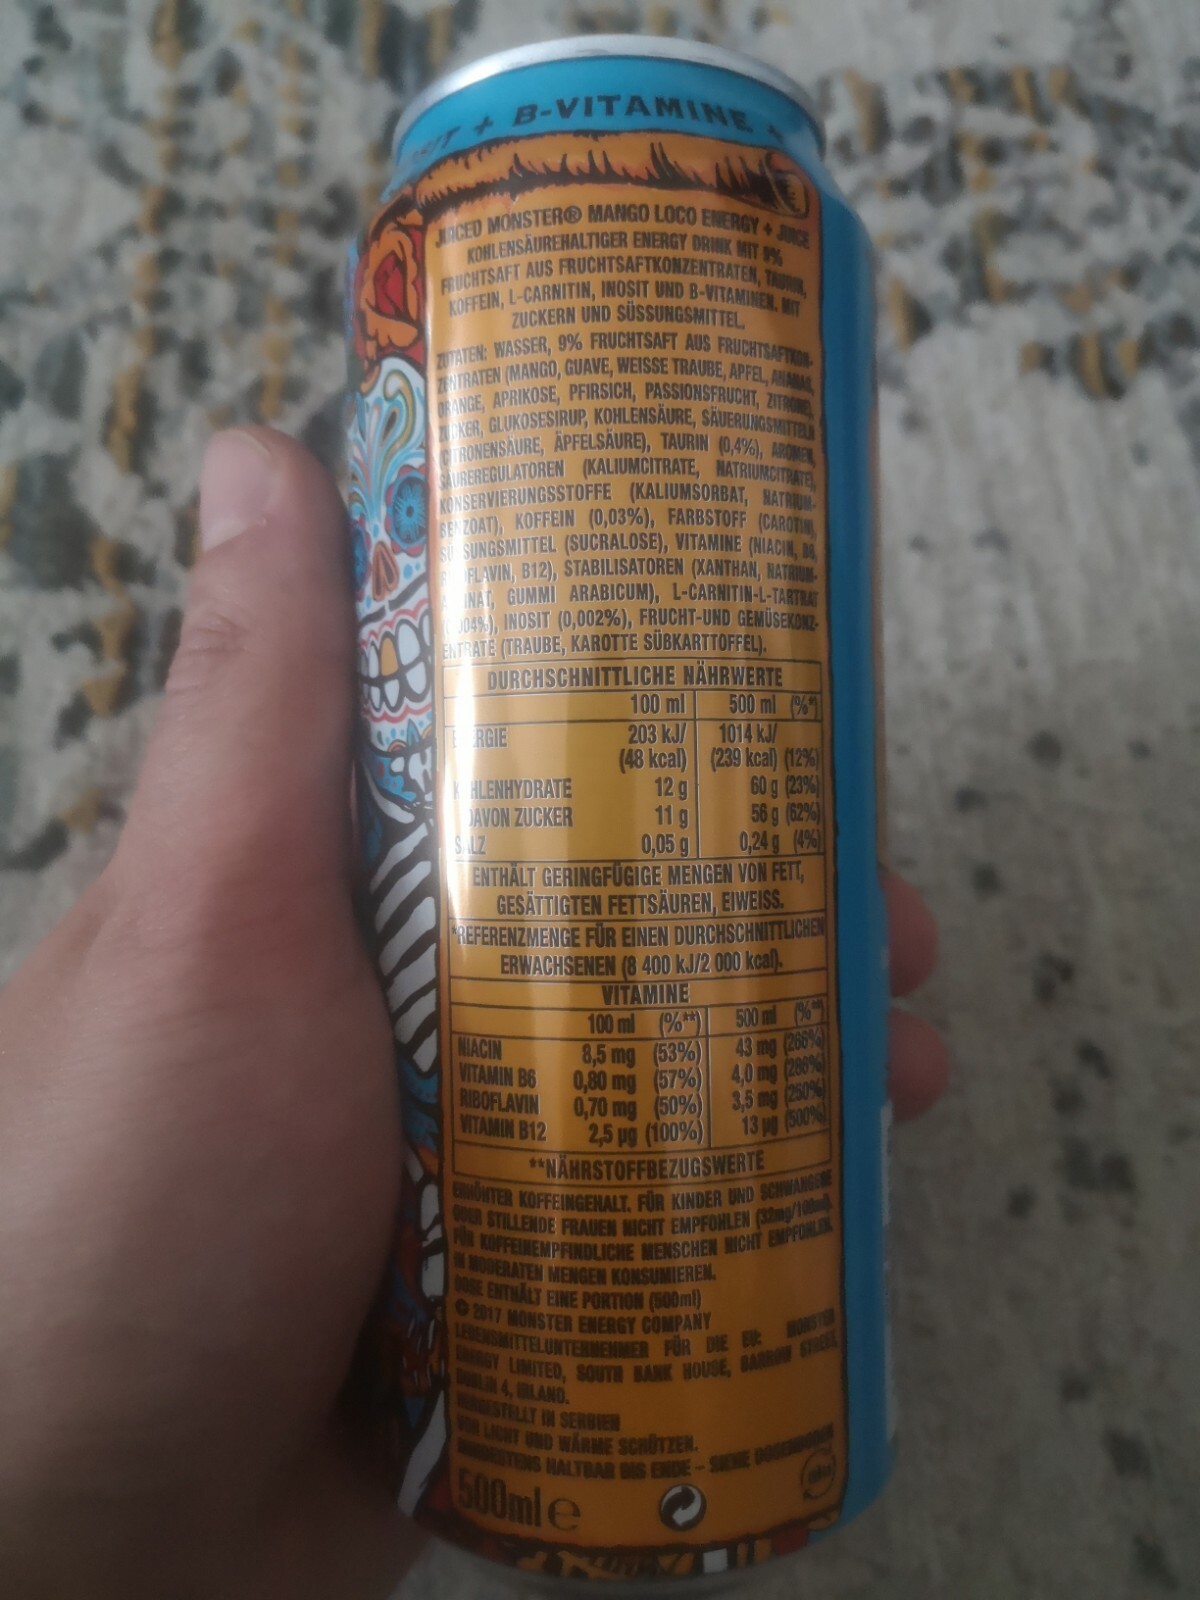 + B-VITAMINE +
JUICED MONSTER® MANGO LOCO ENERGY + JUICE
KOHLENSÄUREHALTIGER ENERGY DRINK MIT 9%
FRUCHTSAFT AUS FRUCHTSAFTKONZENTRATEN, TAURIN,
KOFFEIN, L-CARNITIN, INOSIT UND B-VITAMINEN. MIT
ZUCKERN UND SÜSSUNGSMITTEL.
ZUTATEN: WASSER, 9% FRUCHTSAFT AUS FRUCHTSAFTKON-
ZENTRATEN (MANGO, GUAVE, WEISSE TRAUBE, APFEL, ANANAS,
ORANGE, APRIKOSE, PFIRSICH, PASSIONSFRUCHT, ZITRONE),
ZUCKER, GLUKOSESIRUP, KOHLENSÄURE, SÄUERUNGSMITTELN
(CITRONENSÄURE, ÄPFELSÄURE), TAURIN (0,4%), AROMEN,
SÄUREREGULATOREN (KALIUMCITRATE, NATRIUMCITRATE),
KONSERVIERUNGSSTOFFE (KALIUMSORBAT, NATRIUM-
BENZOAT), KOFFEIN (0,03%), FARBSTOFF (CAROTIN),
SÜSSUNGSMITTEL (SUCRALOSE), VITAMINE (NIACIN, B6,
RIBOFLAVIN, B12), STABILISATOREN (XANTHAN, NATRIUM-
ALGINAT, GUMMI ARABICUM), L-CARNITIN-L-TARTRAT
(0,004%), INOSIT (0,002%), FRUCHT-UND GEMÜSEKONZ-
ENTRATE (TRAUBE, KAROTTE SÜBKARTTOFFEL).
DURCHSCHNITTLICHE NÄHRWERTE
100 ml 500 ml (%*)
ENERGIE 203 kJ/ 1014 kJ/
(48 kcal) (239 kcal) (12%)
KOHLENHYDRATE 12 g 60 g (23%)
DAVON ZUCKER 11 g 56 g (62%)
SALZ 0,05 g 0,24 g (4%)
ENTHÄLT GERINGFÜGIGE MENGEN VON FETT,
GESÄTTIGTEN FETTSÄUREN, EIWEISS.
*REFERENZMENGE FÜR EINEN DURCHSCHNITTLICHEN
ERWACHSENEN (8 400 kJ/2 000 kcal).
VITAMINE
100 ml (%**) 500 ml (%**)
NIACIN 8,5 mg (53%) 43 mg (266%)
VITAMIN B6 0,80 mg (57%) 4,0 mg (286%)
RIBOFLAVIN 0,70 mg (50%) 3,5 mg (250%)
VITAMIN B12 2,5 µg (100%) 13 µg (500%)
**NÄHRSTOFFBEZUGSWERTE
ERHÖHTER KOFFEINGEHALT. FÜR KINDER UND SCHWANGERE
ODER STILLENDE FRAUEN NICHT EMPFOHLEN (32mg/100ml).
FÜR KOFFEINEMPFINDLICHE MENSCHEN NICHT EMPFOHLEN.
IN MODERATEN MENGEN KONSUMIEREN.
DOSE ENTHÄLT EINE PORTION (500ml)
© 2017 MONSTER ENERGY COMPANY
LEBENSMITTELUNTERNEHMER FÜR DIE EU: MONSTER
ENERGY LIMITED, SOUTH BANK HOUSE, BARROW STREET,
DUBLIN 4, IRLAND.
HERGESTELLT IN SERBIEN
VOR LICHT UND WÄRME SCHÜTZEN.
MINDESTENS HALTBAR BIS ENDE - SIEHE DOSENBODEN
500ml e